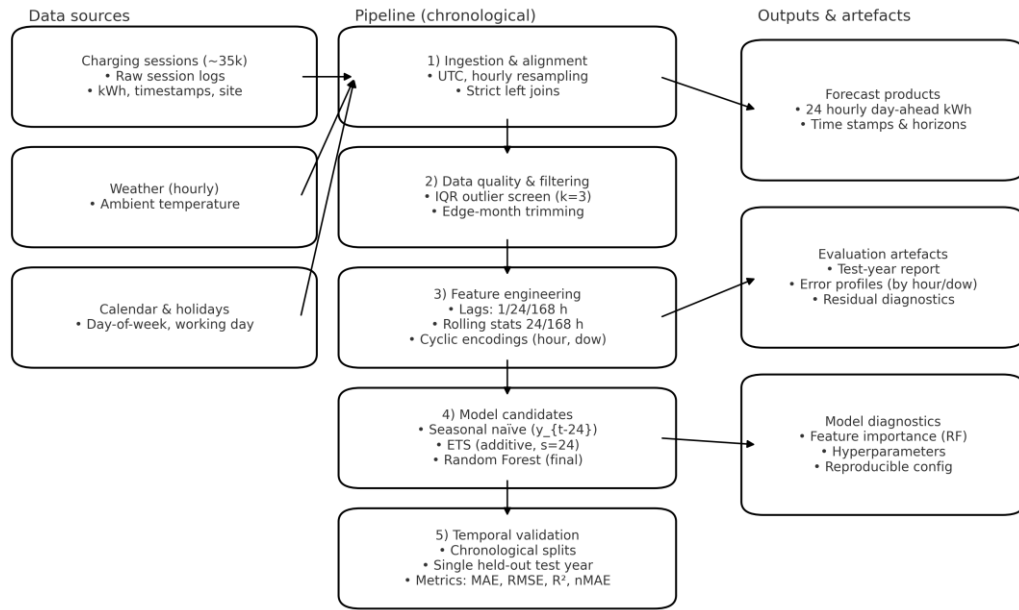 Data sources
Charging sessions (~35k)
• Raw session logs
• kWh, timestamps, site
Weather (hourly)
• Ambient temperature
Calendar & holidays
• Day-of-week, working day
Pipeline (chronological)
1) Ingestion & alignment
• UTC, hourly resampling
• Strict left joins
2) Data quality & filtering
• IQR outlier screen (k=3)
• Edge-month trimming
3) Feature engineering
• Lags: 1/24/168 h
• Rolling stats 24/168 h
• Cyclic encodings (hour, dow)
4) Model candidates
• Seasonal naïve (y_{t-24})
• ETS (additive, s=24)
• Random Forest (final)
5) Temporal validation
• Chronological splits
• Single held-out test year
• Metrics: MAE, RMSE, R², nMAE
Outputs & artefacts
Forecast products
• 24 hourly day-ahead kWh
• Time stamps & horizons
Evaluation artefacts
• Test-year report
• Error profiles (by hour/dow)
• Residual diagnostics
Model diagnostics
• Feature importance (RF)
• Hyperparameters
• Reproducible config